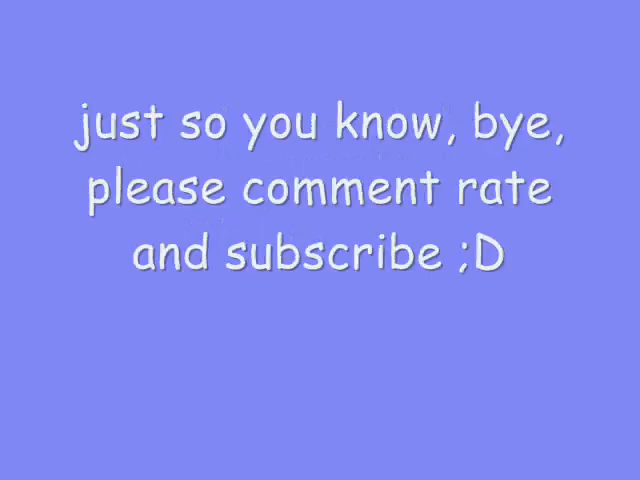 just so you know, bye,
please comment rate
and subscribe ;D